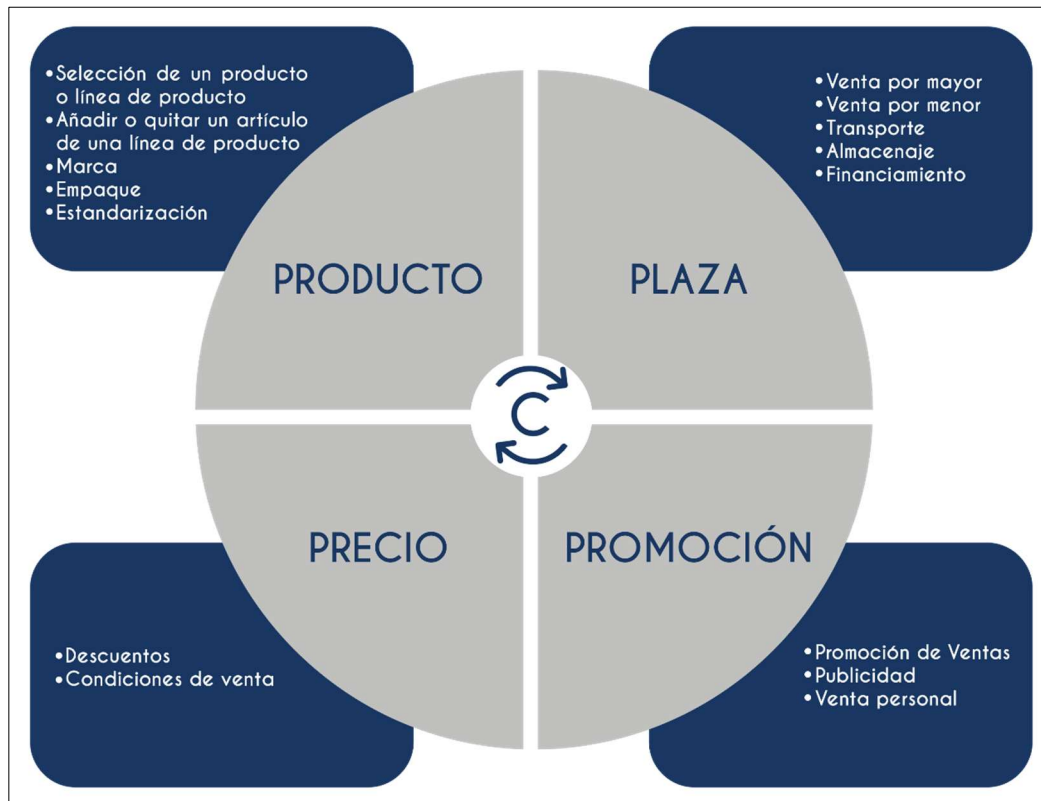 •Selección de un producto
o línea de producto
•Añadir o quitar un artículo
de una línea de producto
•Marca
•Empaque
•Estandarización
•Venta por mayor
•Venta por menor
•Transporte
•Almacenaje
•Financiamiento
PRODUCTO
PLAZA
C
PRECIO
PROMOCIÓN
•Descuentos
•Condiciones de venta
•Promoción de Ventas
•Publicidad
•Venta personal